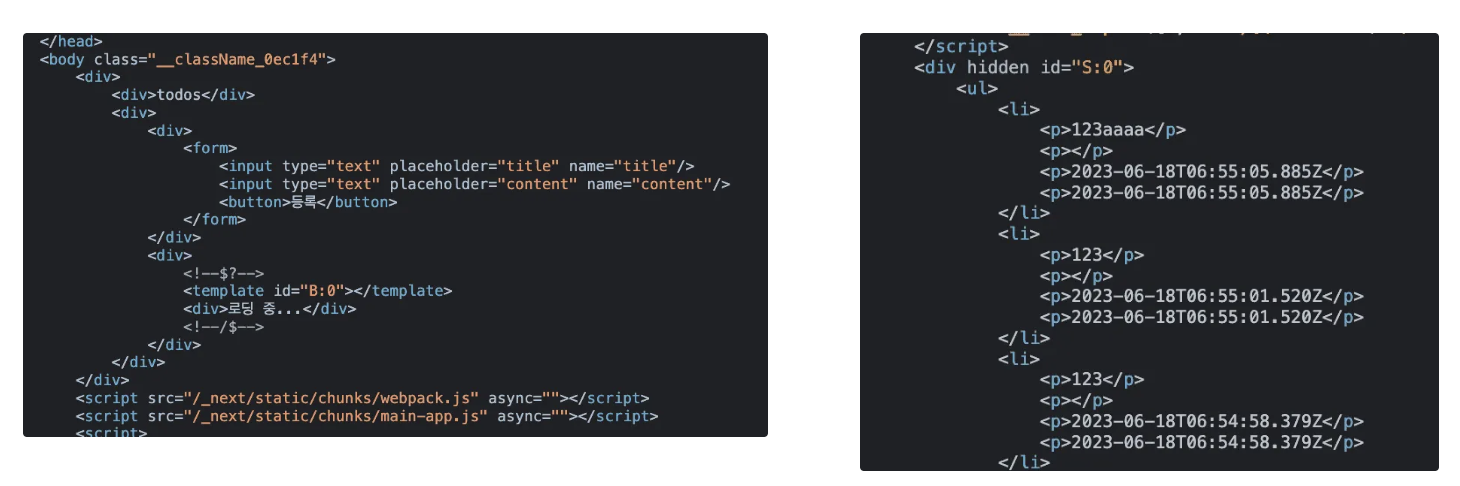 </head>
<body class="__className_0ec1f4">
<div>
<div>todos</div>
<div>
<div>
<form>
<input type="text" placeholder="title" name="title"/>
<input type="text" placeholder="content" name="content"/>
<button>등록</button>
</form>
</div>
<div>
<!--$?-->
<template id="B:0"></template>
<div>로딩 중...</div>
<!--/$-->
</div>
</div>
</div>
<script src="/_next/static/chunks/webpack.js" async=""></script>
<script src="/_next/static/chunks/main-app.js" async=""></script>
<script>
</script>
<div hidden id="S:0">
<ul>
<li>
<p>123aaaa</p>
<p></p>
<p>2023-06-18T06:55:05.885Z</p>
<p>2023-06-18T06:55:05.885Z</p>
</li>
<li>
<p>123</p>
<p></p>
<p>2023-06-18T06:55:01.520Z</p>
<p>2023-06-18T06:55:01.520Z</p>
</li>
<li>
<p>123</p>
<p></p>
<p>2023-06-18T06:54:58.379Z</p>
<p>2023-06-18T06:54:58.379Z</p>
</li>